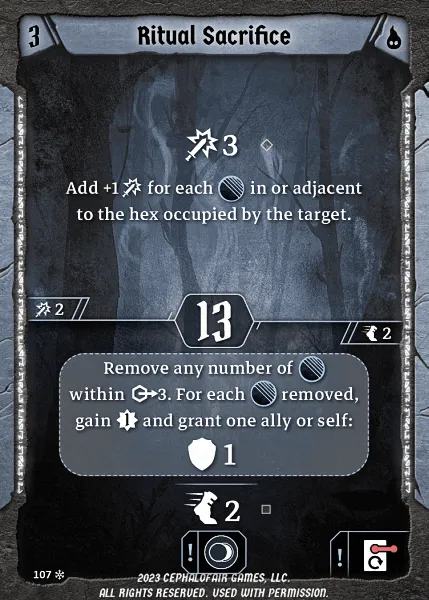 3
Ritual Sacrifice
3
Add +1 for each in or adjacent
to the hex occupied by the target.
2
13
2
Remove any number of
within 3. For each removed,
gain 1 and grant one ally or self:
1
2
!
!
107
2023 CEPHALOFAIR GAMES, LLC.
ALL RIGHTS RESERVED. USED WITH PERMISSION.